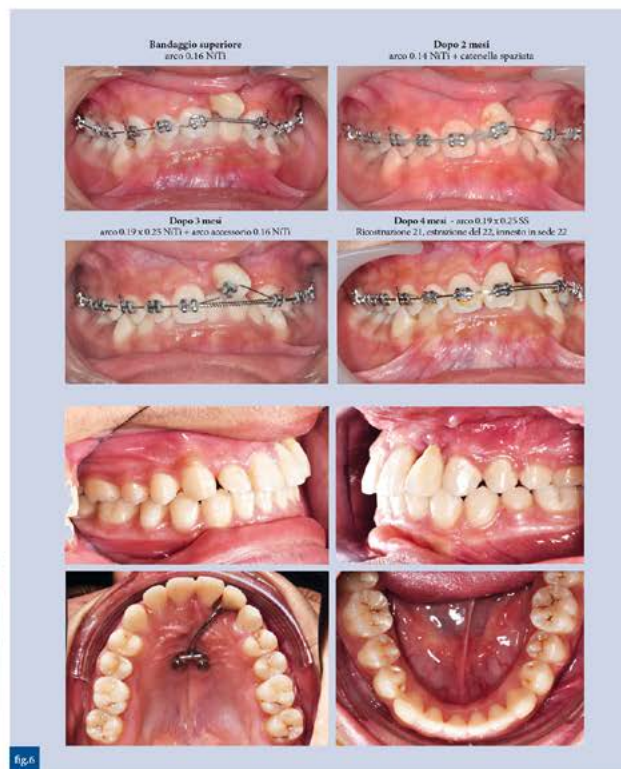 Bandaggio superiore
arco 0.16 NiTi
Dopo 2 mesi
arco 0.14 NiTi + catenella spaziata
Dopo 3 mesi
arco 0.19 x 0.25 NiTi + arco accessorio 0.16 NiTi
Dopo 4 mesi - arco 0.19 x 0.25 SS
Ricostruzione 21, estrazione del 22, innesto in sede 22
fig.6